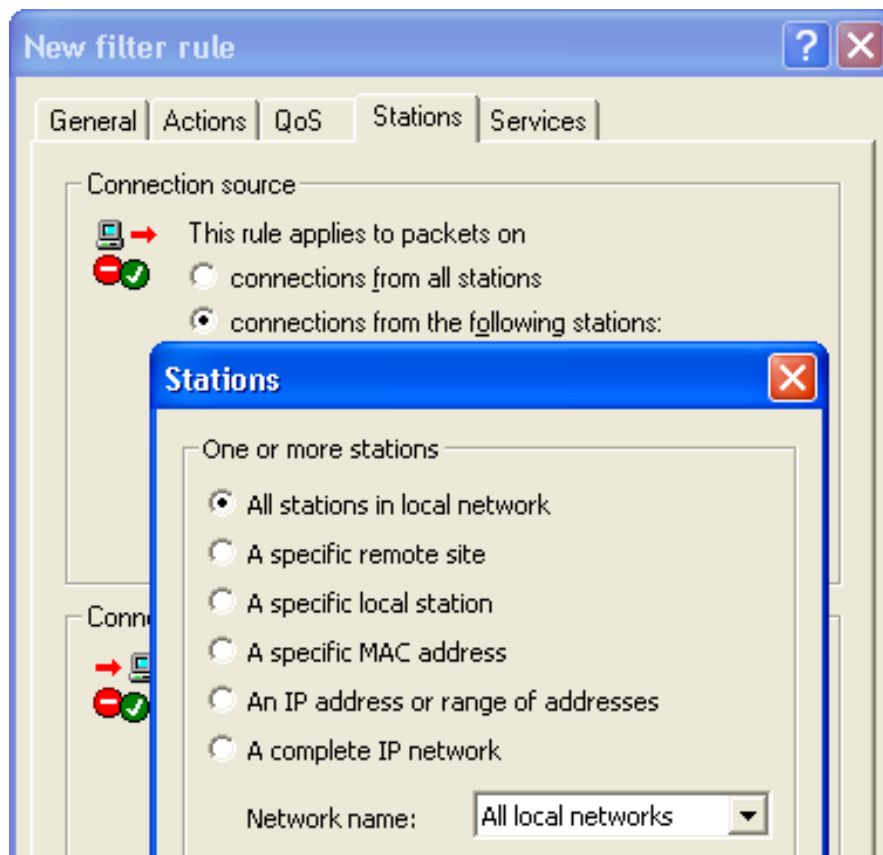 New filter rule
General Actions QoS Stations Services
Connection source
This rule applies to packets on
connections from all stations
connections from the following stations:
Stations
One or more stations
All stations in local network
A specific remote site
A specific local station
A specific MAC address
An IP address or range of addresses
A complete IP network
Network name: All local networks